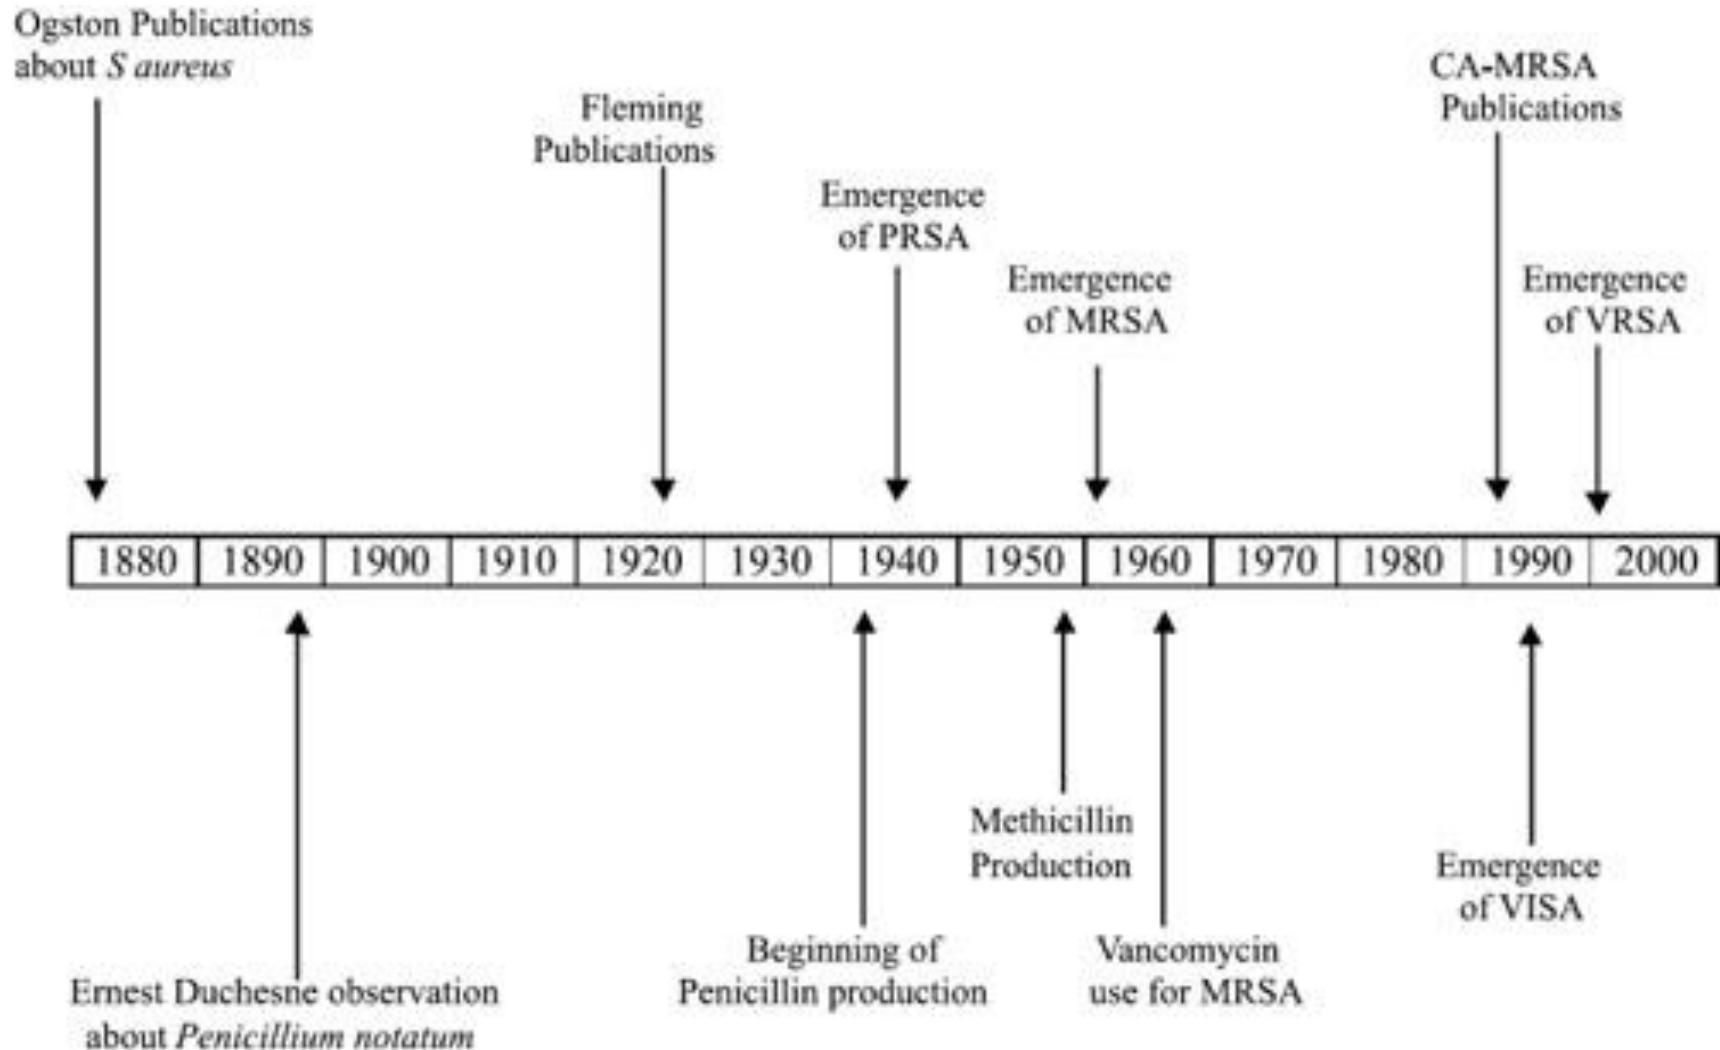 Ogston Publications
about S aureus
Fleming
Publications
Emergence
of PRSA
Emergence
of MRSA
CA-MRSA
Publications
Emergence
of VRSA
1880 1890 1900 1910 1920 1930 1940 1950 1960 1970 1980 1990 2000
Ernest Duchesne observation
about Penicillium notatum
Beginning of
Penicillin production
Methicillin
Production
Vancomycin
use for MRSA
Emergence
of VISA